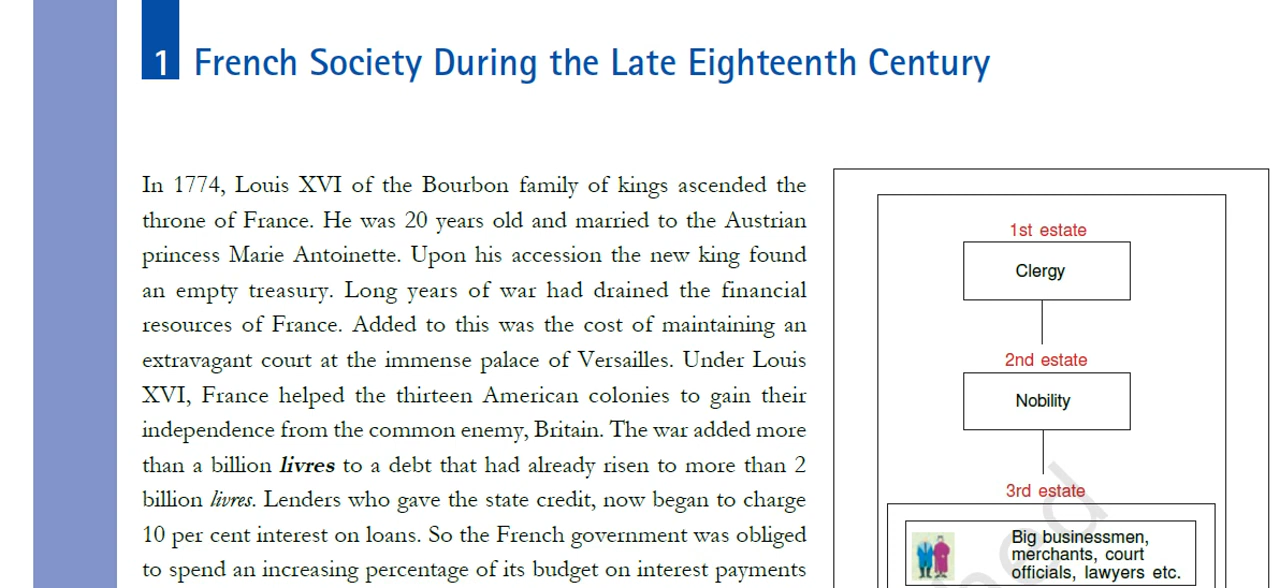 1 French Society During the Late Eighteenth Century
In 1774, Louis XVI of the Bourbon family of kings ascended the
throne of France. He was 20 years old and married to the Austrian
princess Marie Antoinette. Upon his accession the new king found
an empty treasury. Long years of war had drained the financial
resources of France. Added to this was the cost of maintaining an
extravagant court at the immense palace of Versailles. Under Louis
XVI, France helped the thirteen American colonies to gain their
independence from the common enemy, Britain. The war added more
than a billion livres to a debt that had already risen to more than 2
billion livres. Lenders who gave the state credit, now began to charge
10 per cent interest on loans. So the French government was obliged
to spend an increasing percentage of its budget on interest payments
1st estate
Clergy
2nd estate
Nobility
3rd estate
Big businessmen,
merchants, court
officials, lawyers etc.